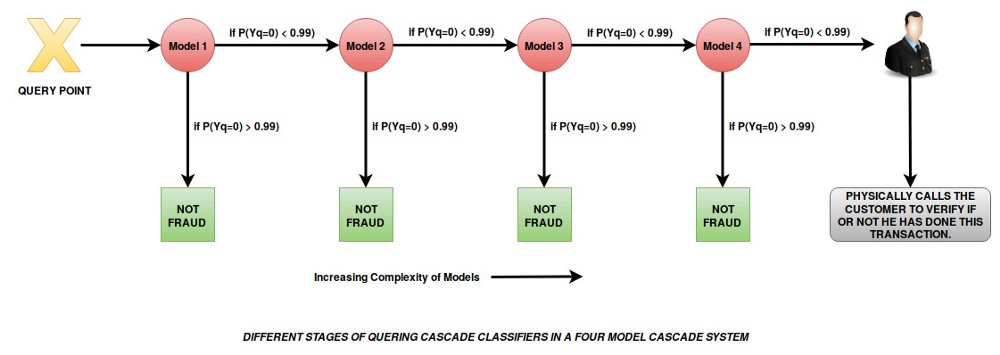 X
QUERY POINT
Model 1
if P(Yq=0) < 0.99)
Model 2
if P(Yq=0) < 0.99)
Model 3
if P(Yq=0) < 0.99)
Model 4
if P(Yq=0) < 0.99)
if P(Yq=0) > 0.99)
if P(Yq=0) > 0.99)
if P(Yq=0) > 0.99)
if P(Yq=0) > 0.99)
NOT
FRAUD
NOT
FRAUD
NOT
FRAUD
NOT
FRAUD
PHYSICALLY CALLS THE
CUSTOMER TO VERIFY IF
OR NOT HE HAS DONE THIS
TRANSACTION.
Increasing Complexity of Models
DIFFERENT STAGES OF QUERING CASCADE CLASSIFIERS IN A FOUR MODEL CASCADE SYSTEM